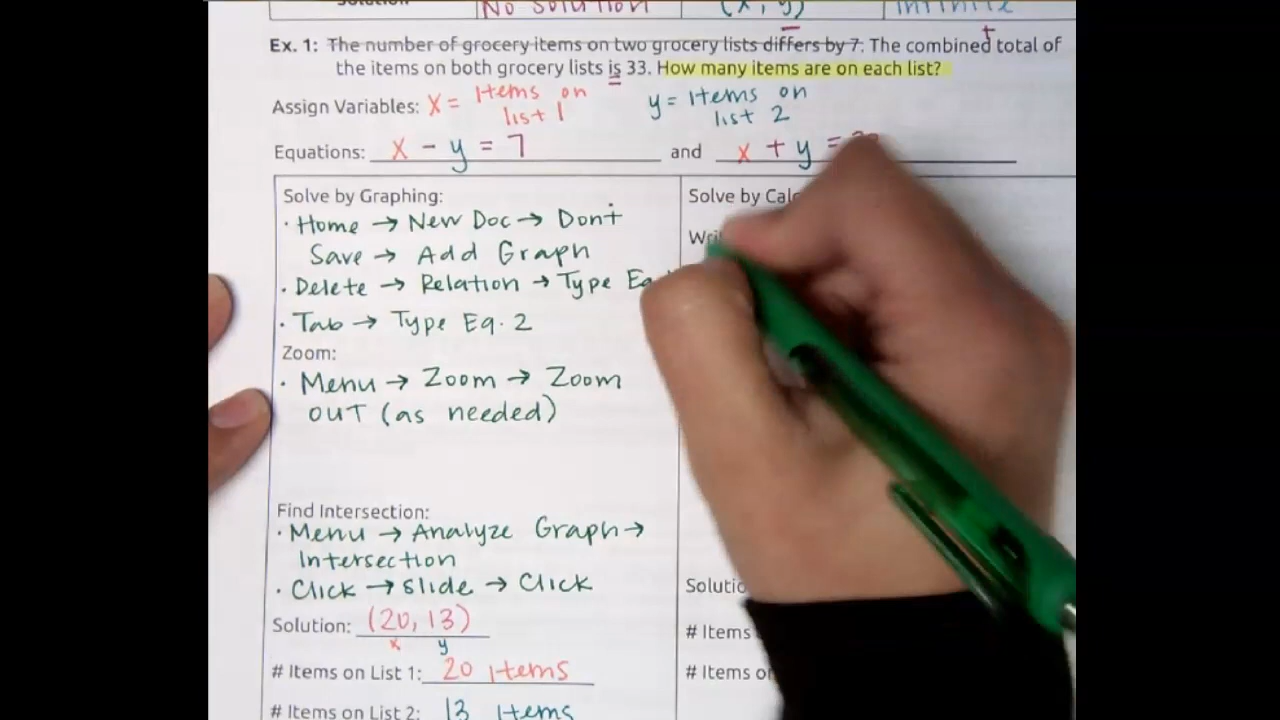 Solution No Solution (x, y) Infinite
Ex. 1: The number of grocery items on two grocery lists differs by 7. The combined total of
the items on both grocery lists is 33. How many items are on each list?
Assign Variables: x = Items on list 1 y = Items on list 2
Equations: x - y = 7 and x + y =
Solve by Graphing:
· Home → New Doc → Don't
Save → Add Graph
· Delete → Relation → Type Eq
· Tab → Type Eq. 2
Zoom:
· Menu → Zoom → Zoom
OUT (as needed)
Find Intersection:
· Menu → Analyze Graph →
Intersection
· Click → Slide → Click
Solution: (20, 13)
x y
# Items on List 1: 20 Items
# Items on List 2: 13 Items
Solve by
# Items
# Items